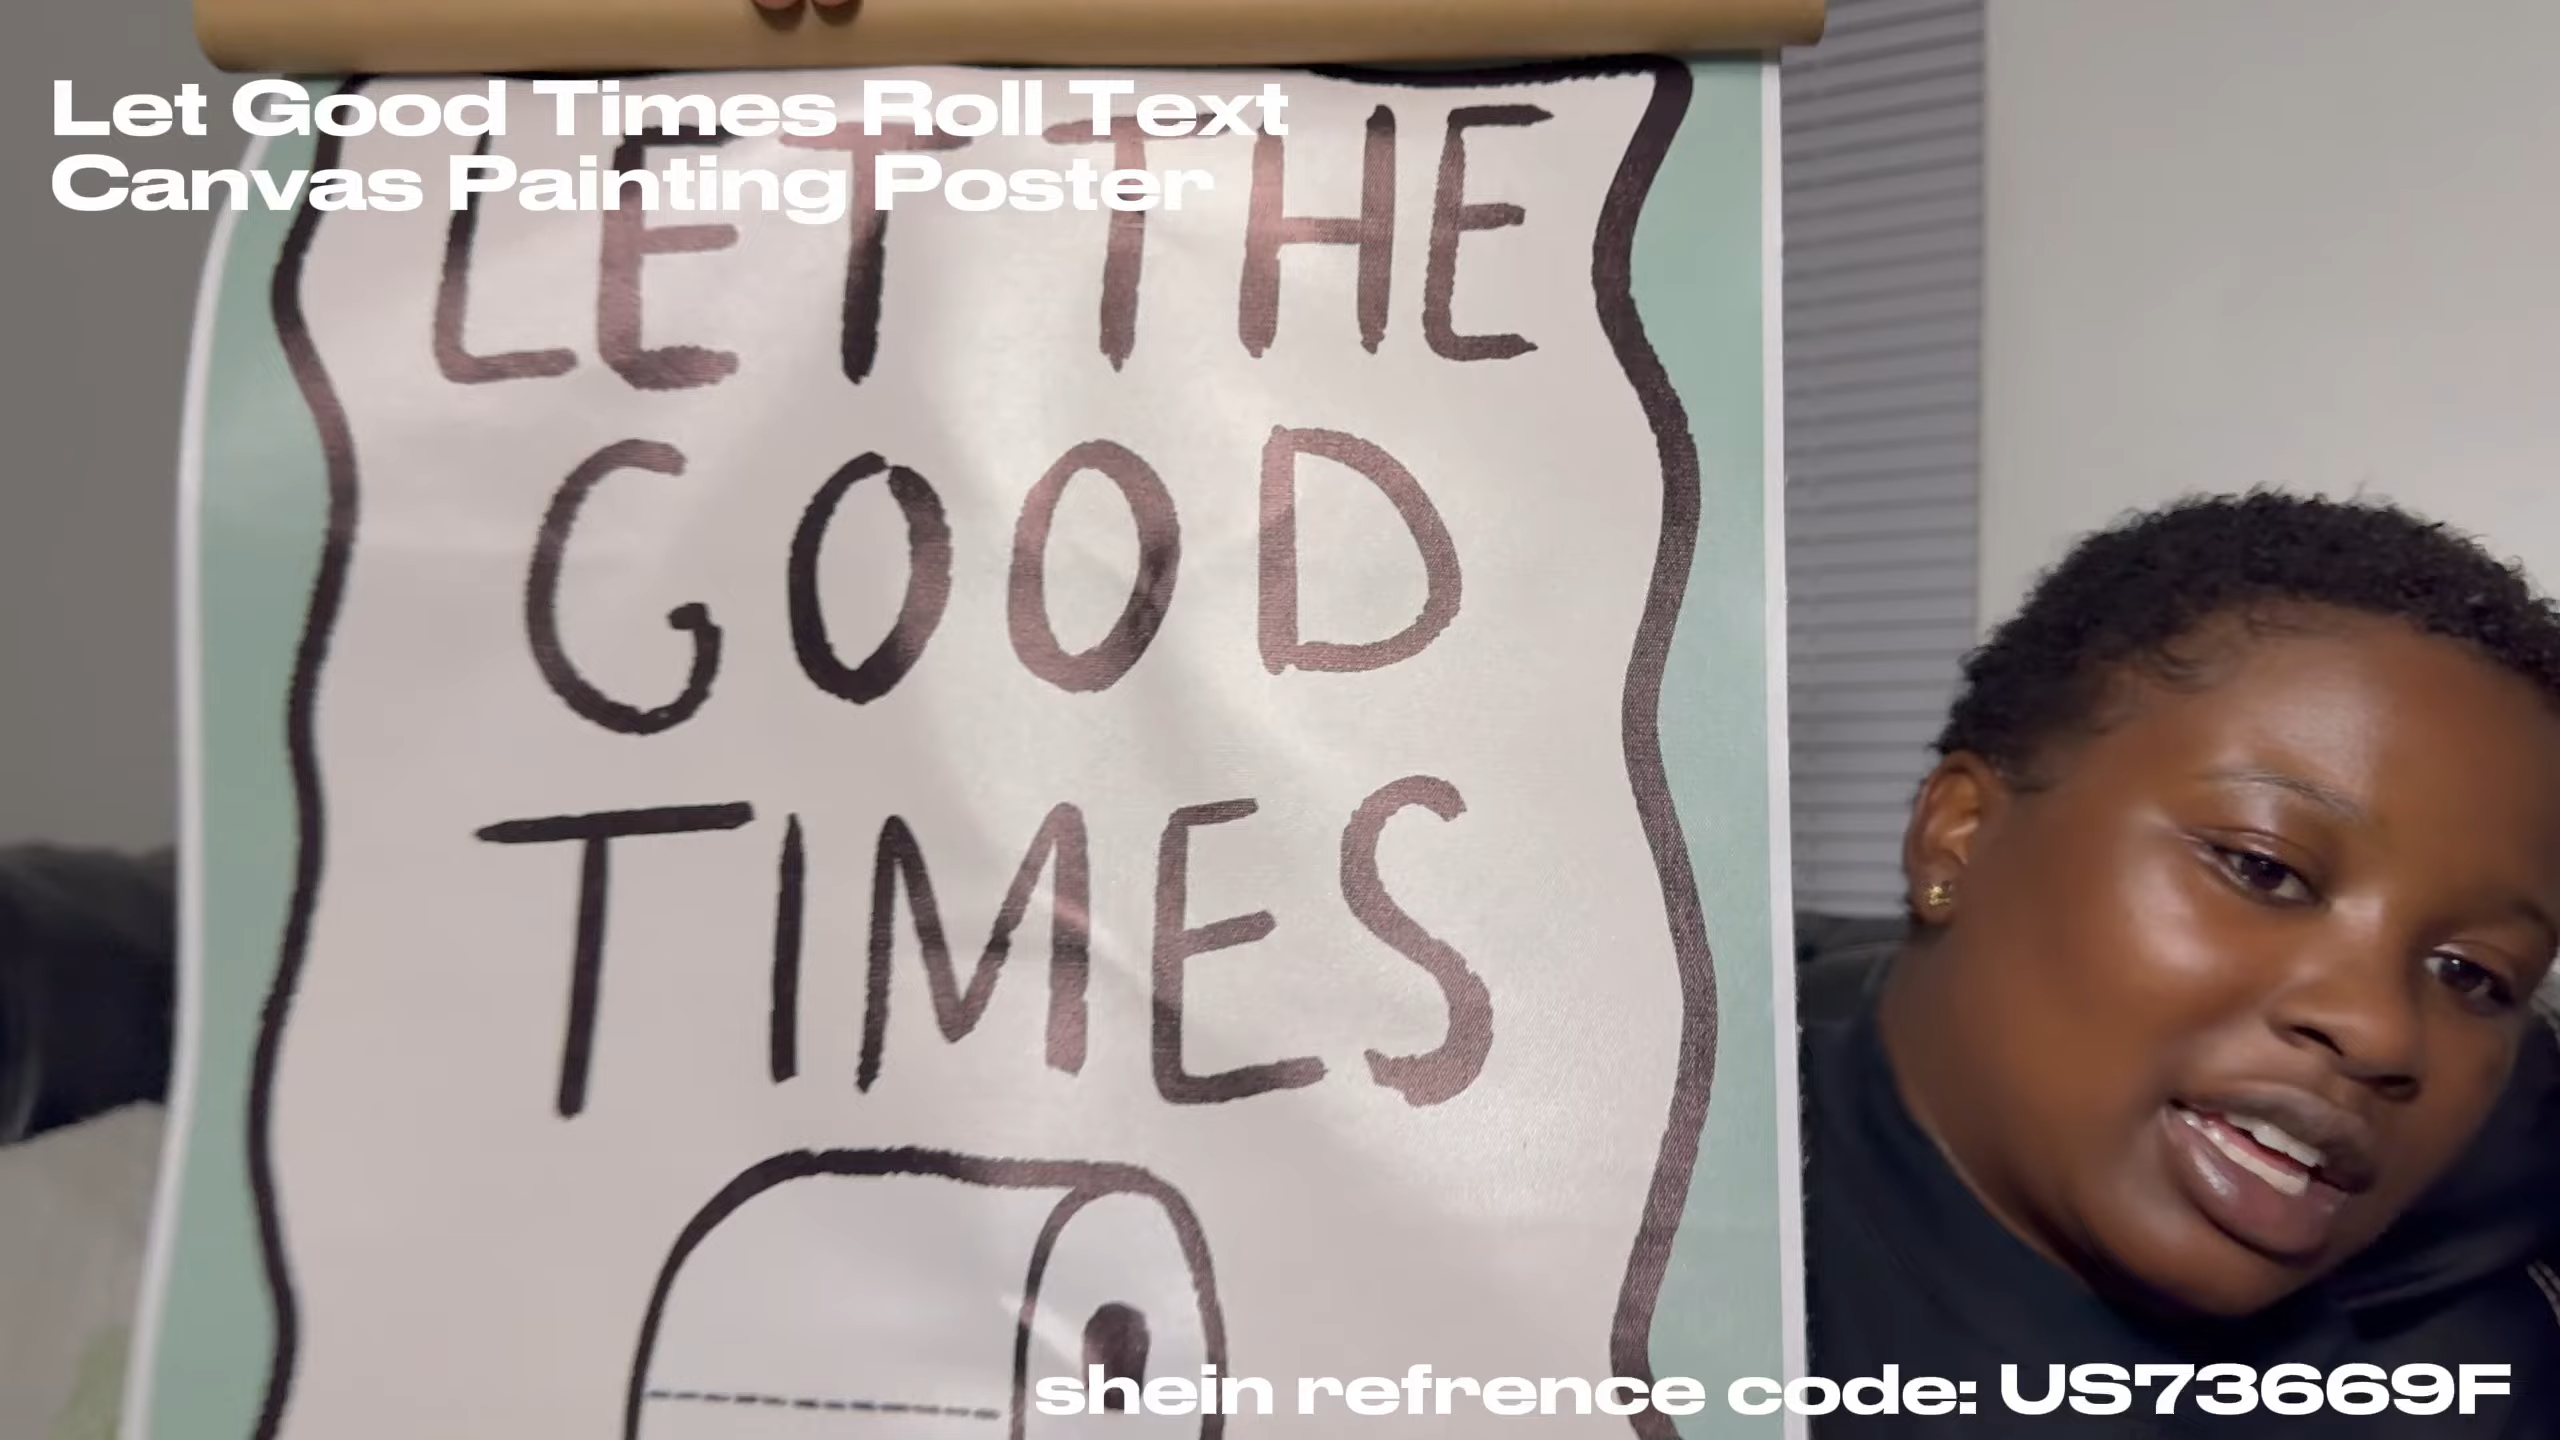 Let Good Times Roll Text
Canvas Painting Poster
LET THE
GOOD
TIMES
shein refrence code: US73669F